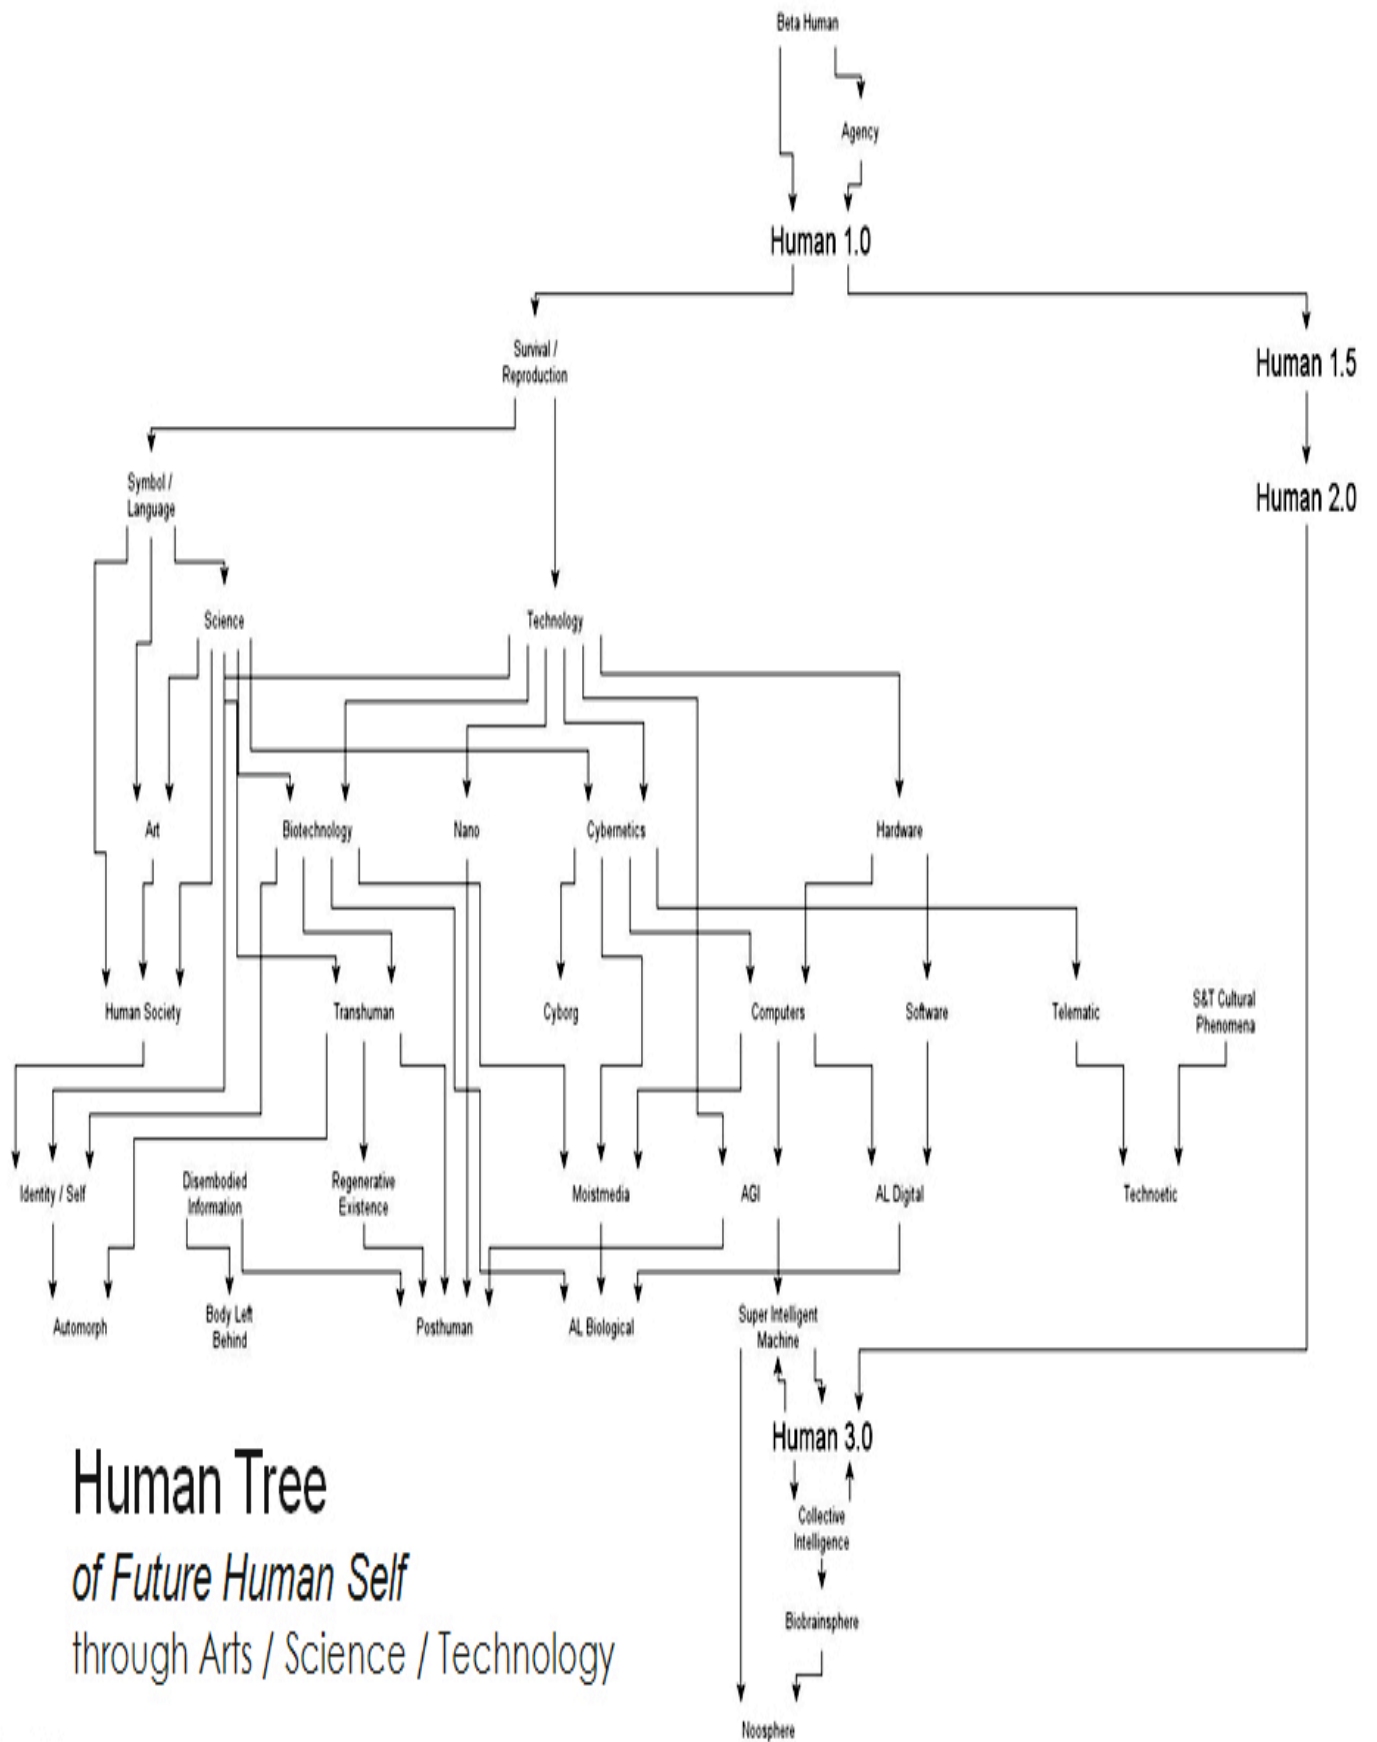 Beta Human
Agency
Human 1.0
Survival /
Reproduction
Human 1.5
Symbol /
Language
Human 2.0
Science
Technology
Art
Biotechnology
Nano
Cybernetics
Hardware
Human Society
Transhuman
Cyborg
Computers
Software
Telematic
S&T Cultural
Phenomena
Identity / Self
Disembodied
Information
Regenerative
Existence
Moistmedia
AGI
AL Digital
Technoetic
Automorph
Body Left
Behind
Posthuman
AL Biological
Super Intelligent
Machine
Human 3.0
Collective
Intelligence
Biobrainsphere
Noosphere
Human Tree
of Future Human Self
through Arts / Science / Technology